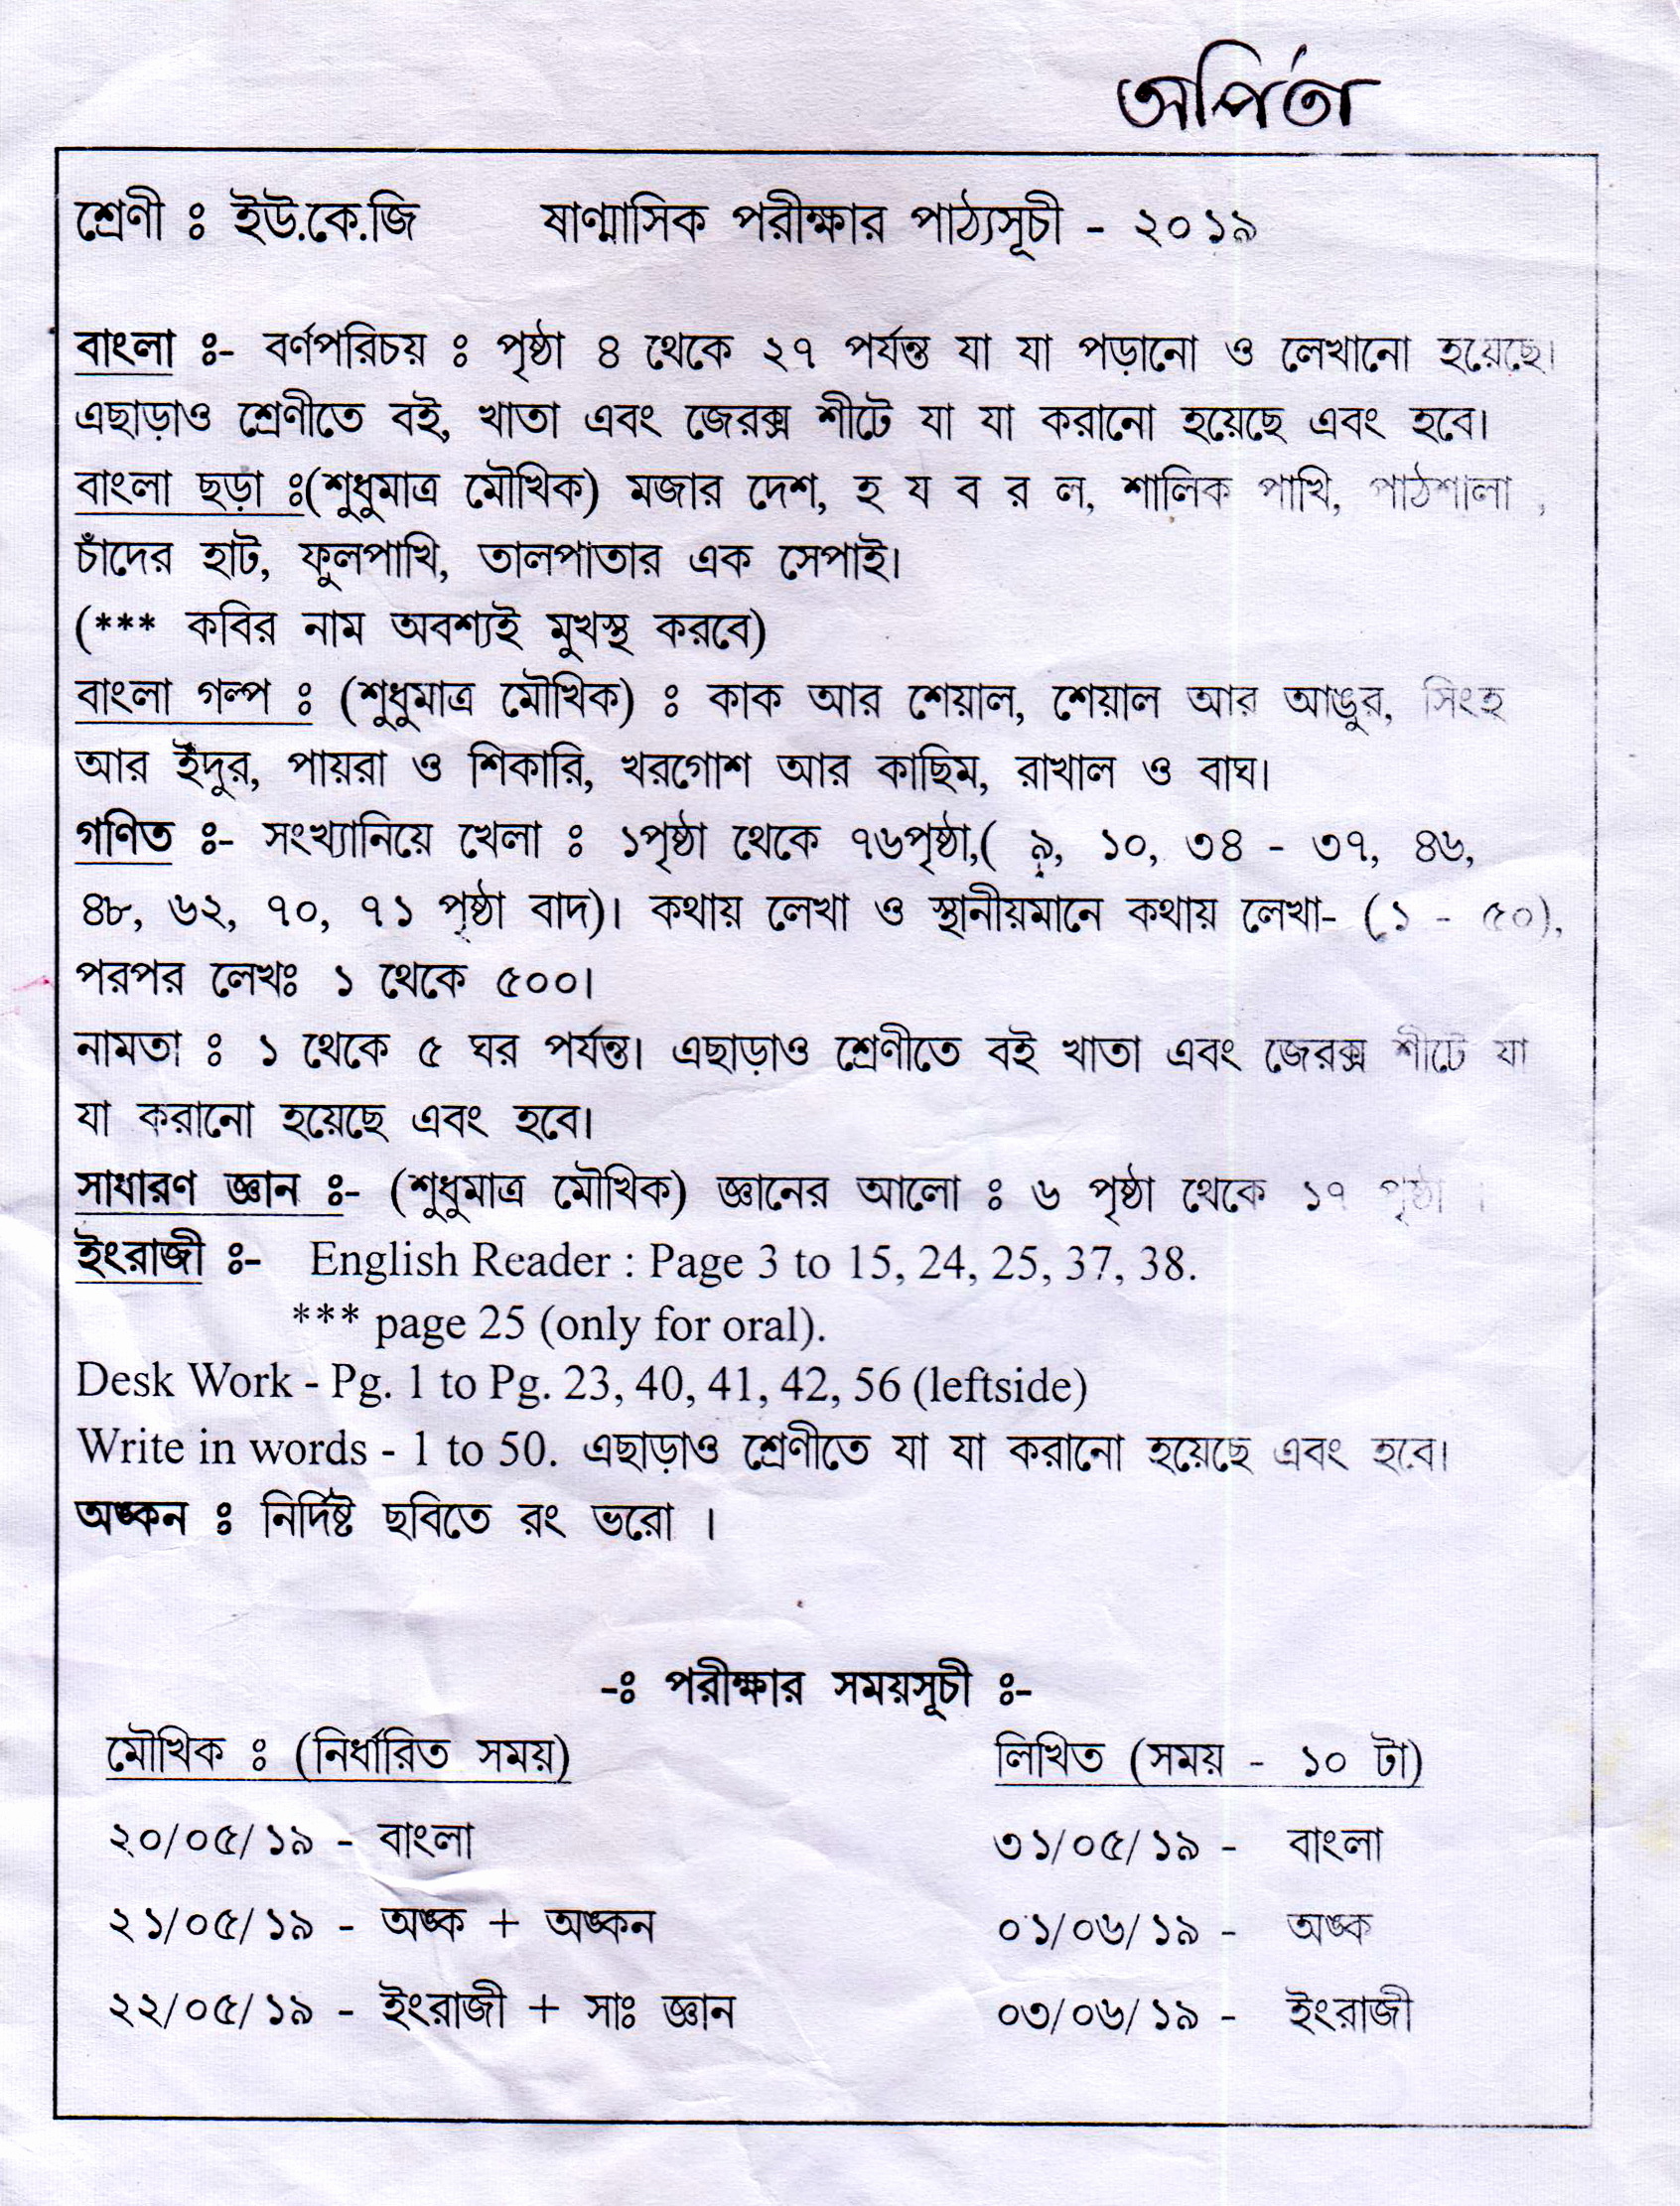 অর্পিতা
শ্রেণী ঃ ইউ.কে.জি ষাণ্মাসিক পরীক্ষার পাঠ্যসূচী - ২০১৯
বাংলা ঃ- বর্ণপরিচয় ঃ পৃষ্ঠা ৪ থেকে ২৭ পর্যন্ত যা যা পড়ানো ও লেখানো হয়েছে।
এছাড়াও শ্রেণীতে বই, খাতা এবং জেরক্স শীটে যা যা করানো হয়েছে এবং হবে।
বাংলা ছড়া ঃ(শুধুমাত্র মৌখিক) মজার দেশ, হ য ব র ল, শালিক পাখি, পাঠশালা ,
চাঁদের হাট, ফুলপাখি, তালপাতার এক সেপাই।
(*** কবির নাম অবশ্যই মুখস্থ করবে)
বাংলা গল্প ঃ (শুধুমাত্র মৌখিক) ঃ কাক আর শেয়াল, শেয়াল আর আঙুর, সিংহ
আর ইঁদুর, পায়রা ও শিকারি, খরগোশ আর কাছিম, রাখাল ও বাঘ।
গণিত ঃ- সংখ্যানিয়ে খেলা ঃ ১পৃষ্ঠা থেকে ৭৬পৃষ্ঠা,( ৯, ১০, ৩৪ - ৩৭, ৪৬,
৪৮, ৬২, ৭০, ৭১ পৃষ্ঠা বাদ)। কথায় লেখা ও স্থানীয়মানে কথায় লেখা- (১ - ৫০),
পরপর লেখঃ ১ থেকে ৫০০।
নামতা ঃ ১ থেকে ৫ ঘর পর্যন্ত। এছাড়াও শ্রেণীতে বই খাতা এবং জেরক্স শীটে যা
যা করানো হয়েছে এবং হবে।
সাধারণ জ্ঞান ঃ- (শুধুমাত্র মৌখিক) জ্ঞানের আলো ঃ ৬ পৃষ্ঠা থেকে ১৭ পৃষ্ঠা ।
ইংরাজী ঃ- English Reader : Page 3 to 15, 24, 25, 37, 38.
*** page 25 (only for oral).
Desk Work - Pg. 1 to Pg. 23, 40, 41, 42, 56 (leftside)
Write in words - 1 to 50. এছাড়াও শ্রেণীতে যা যা করানো হয়েছে এবং হবে।
অঙ্কন ঃ নির্দিষ্ট ছবিতে রং ভরো ।
-ঃ পরীক্ষার সময়সূচী ঃ-
মৌখিক ঃ (নির্ধারিত সময়) লিখিত (সময় - ১০ টা)
২০/০৫/১৯ - বাংলা ৩১/০৫/১৯ - বাংলা
২১/০৫/১৯ - অঙ্ক + অঙ্কন ০১/০৬/১৯ - অঙ্ক
২২/০৫/১৯ - ইংরাজী + সাঃ জ্ঞান ০৩/০৬/১৯ - ইংরাজী